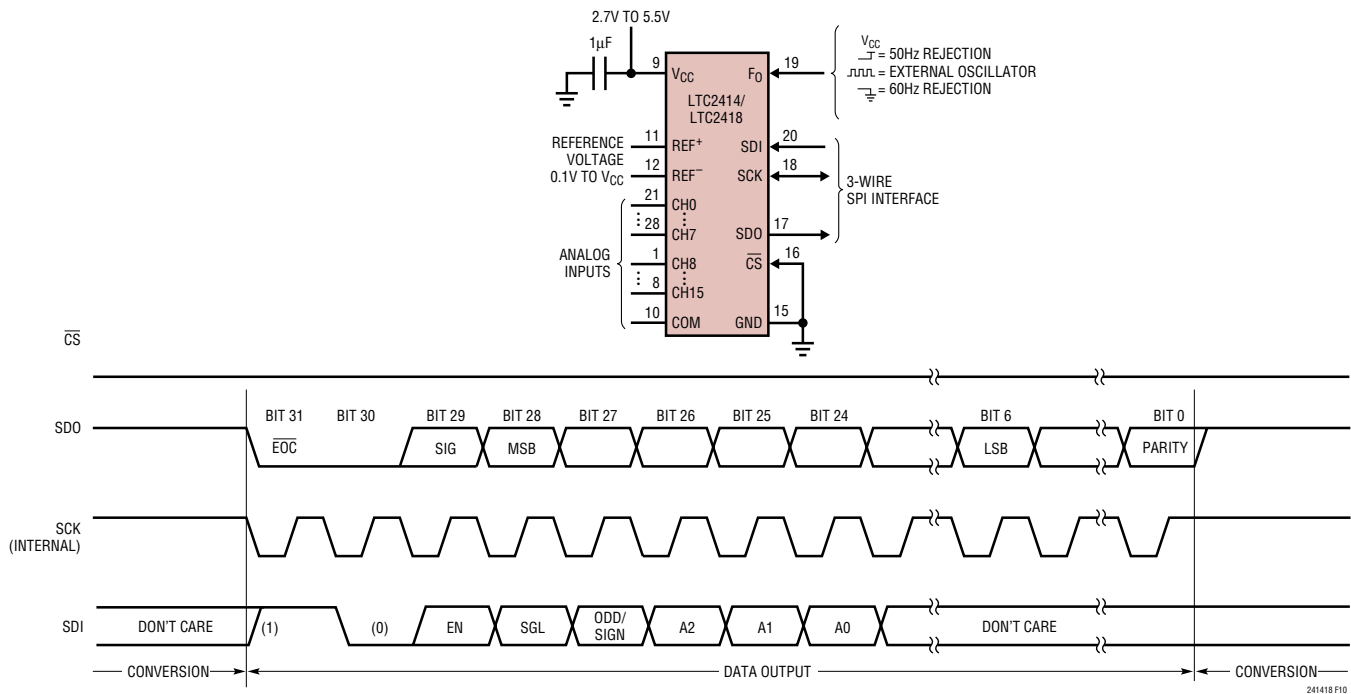 2.7V TO 5.5V
1µF
9
VCC
FO
19
VCC
= 50Hz REJECTION
= EXTERNAL OSCILLATOR
= 60Hz REJECTION
LTC2414/
LTC2418
REFERENCE
VOLTAGE
0.1V TO VCC
11
REF+
12
REF–
SDI
20
SCK
18
3-WIRE
SPI INTERFACE
ANALOG
INPUTS
21
CH0
28
CH7
1
CH8
8
CH15
10
COM
SDO
17
CS
16
GND
15
CS
SDO
BIT 31 BIT 30 BIT 29 BIT 28 BIT 27 BIT 26 BIT 25 BIT 24 BIT 6 BIT 0
EOC SIG MSB LSB PARITY
SCK
(INTERNAL)
SDI
DON'T CARE (1) (0) EN SGL ODD/
SIGN A2 A1 A0 DON'T CARE
CONVERSION DATA OUTPUT CONVERSION
241418 F10